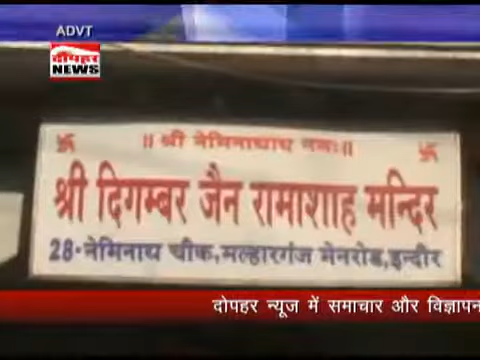 ADVT
दोपहर
NEWS
॥ श्री नेमिनाथाय नमः॥
श्री दिगम्बर जैन रामाशाह मन्दिर
28-नेमिनाथ चौक,मल्हारगंज मेनरोड,इन्दौर
दोपहर न्यूज में समाचार और विज्ञापन